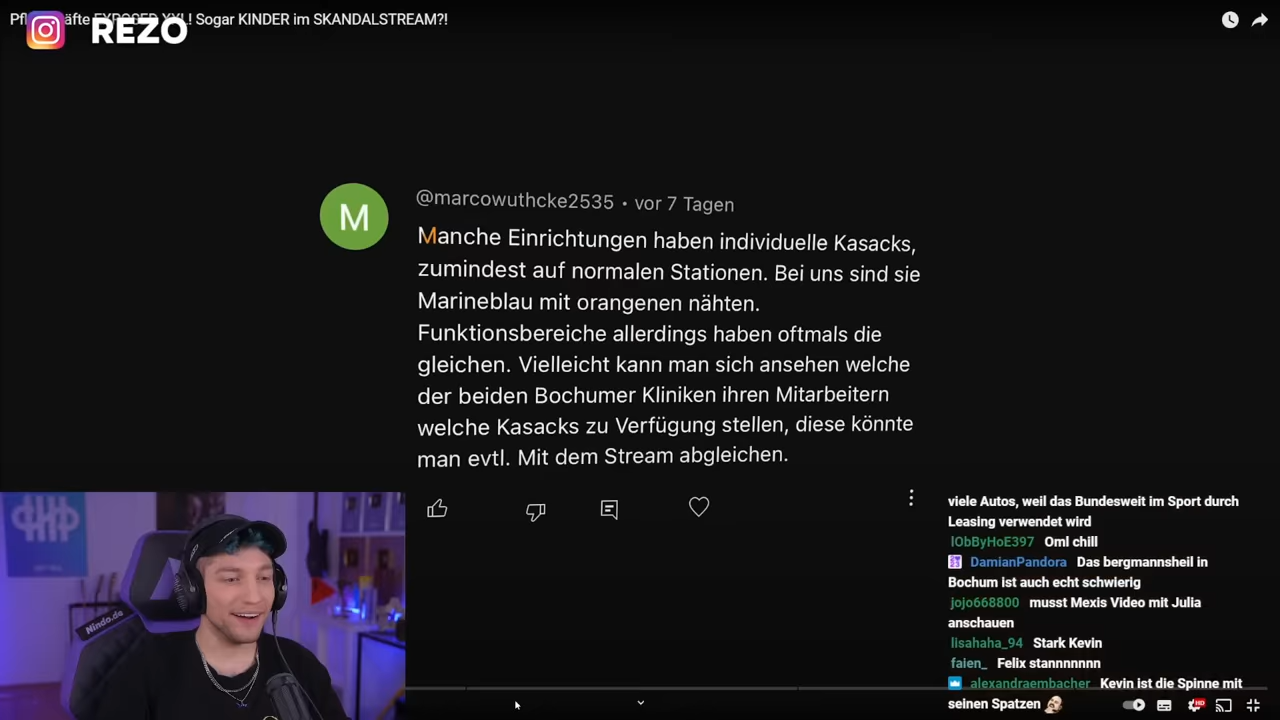 EXPOSED XXL! Sogar KINDER im SKANDALSTREAM?!
REZO
M
@marcowuthcke2535 • vor 7 Tagen
Manche Einrichtungen haben individuelle Kasacks,
zumindest auf normalen Stationen. Bei uns sind sie
Marineblau mit orangenen nähten.
Funktionsbereiche allerdings haben oftmals die
gleichen. Vielleicht kann man sich ansehen welche
der beiden Bochumer Kliniken ihren Mitarbeitern
welche Kasacks zu Verfügung stellen, diese könnte
man evtl. Mit dem Stream abgleichen.
viele Autos, weil das Bundesweit im Sport durch
Leasing verwendet wird
lObByHoE397 Oml chill
DamianPandora Das bergmannsheil in
Bochum ist auch echt schwierig
jojo668800 musst Mexis Video mit Julia
anschauen
lisahaha_94 Stark Kevin
faien_ Felix stannnnnnn
alexandraembacher Kevin ist die Spinne mit
seinen Spatzen
Nindo.de
HD